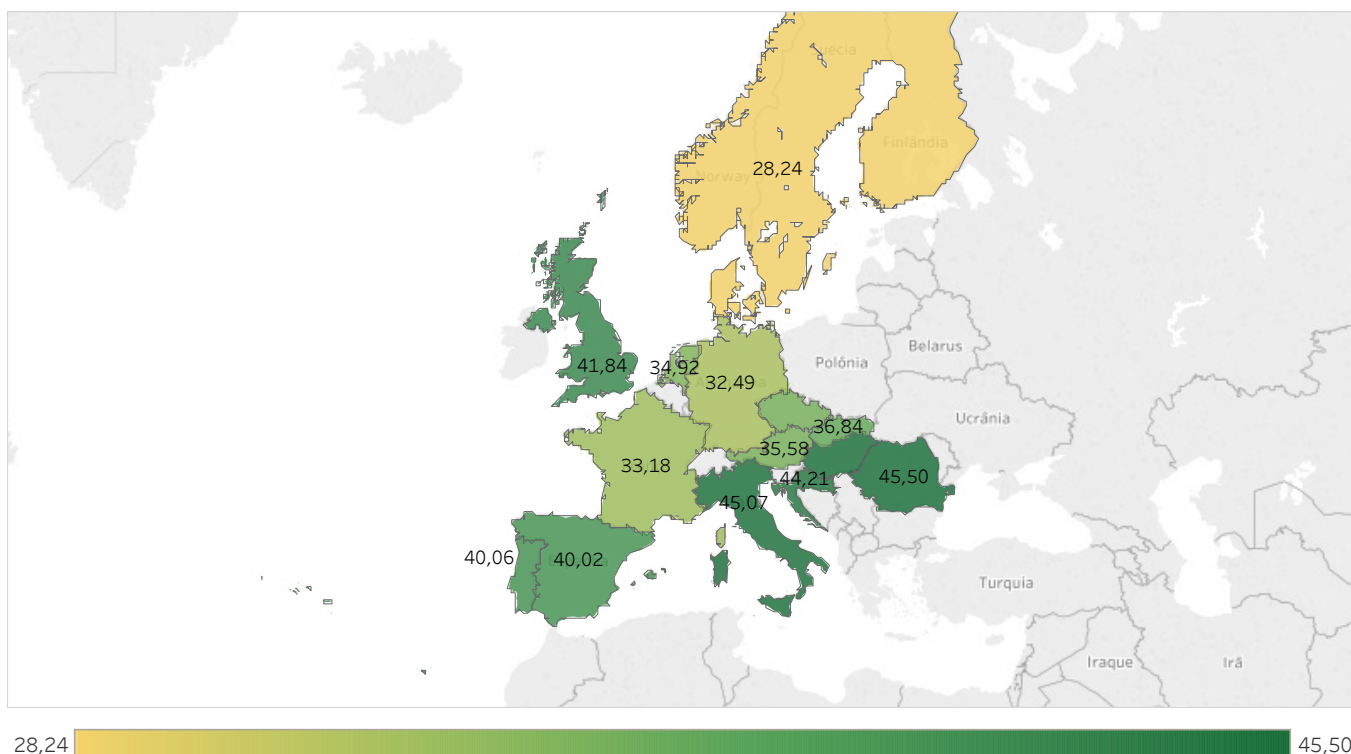 Suécia
Finlândia
Norway
28,24
41,84
34,92
32,49
Polónia
Belarus
Ucrânia
36,84
35,58
33,18
44,21
45,50
45,07
40,06
40,02
Turquia
Iraque
Irã
28,24
45,50